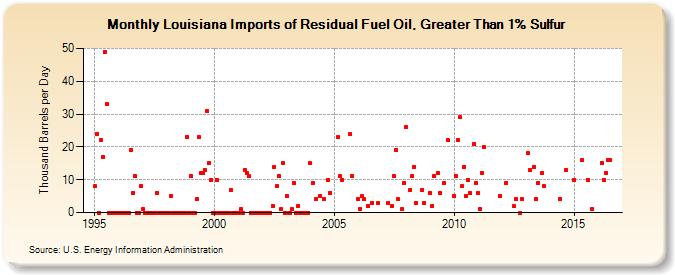 Monthly Louisiana Imports of Residual Fuel Oil, Greater Than 1% Sulfur
Thousand Barrels per Day
50
40
30
20
10
0
1995 2000 2005 2010 2015
Source: U.S. Energy Information Administration